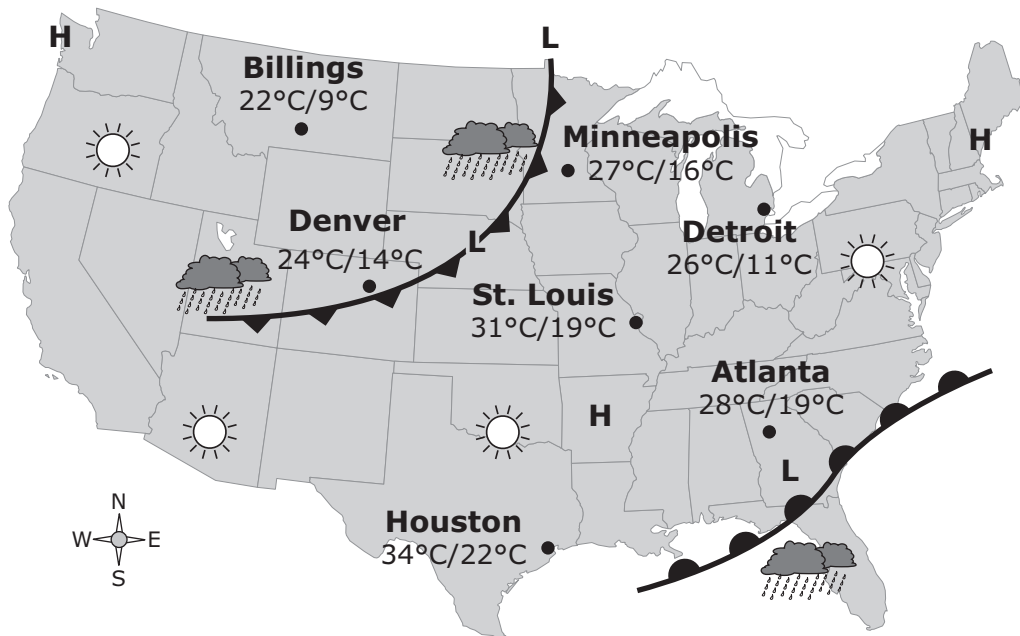 H
L
Billings
22°C/9°C
Minneapolis
27°C/16°C
H
Denver
24°C/14°C
L
Detroit
26°C/11°C
St. Louis
31°C/19°C
Atlanta
28°C/19°C
H
L
Houston
34°C/22°C
N
W E
S